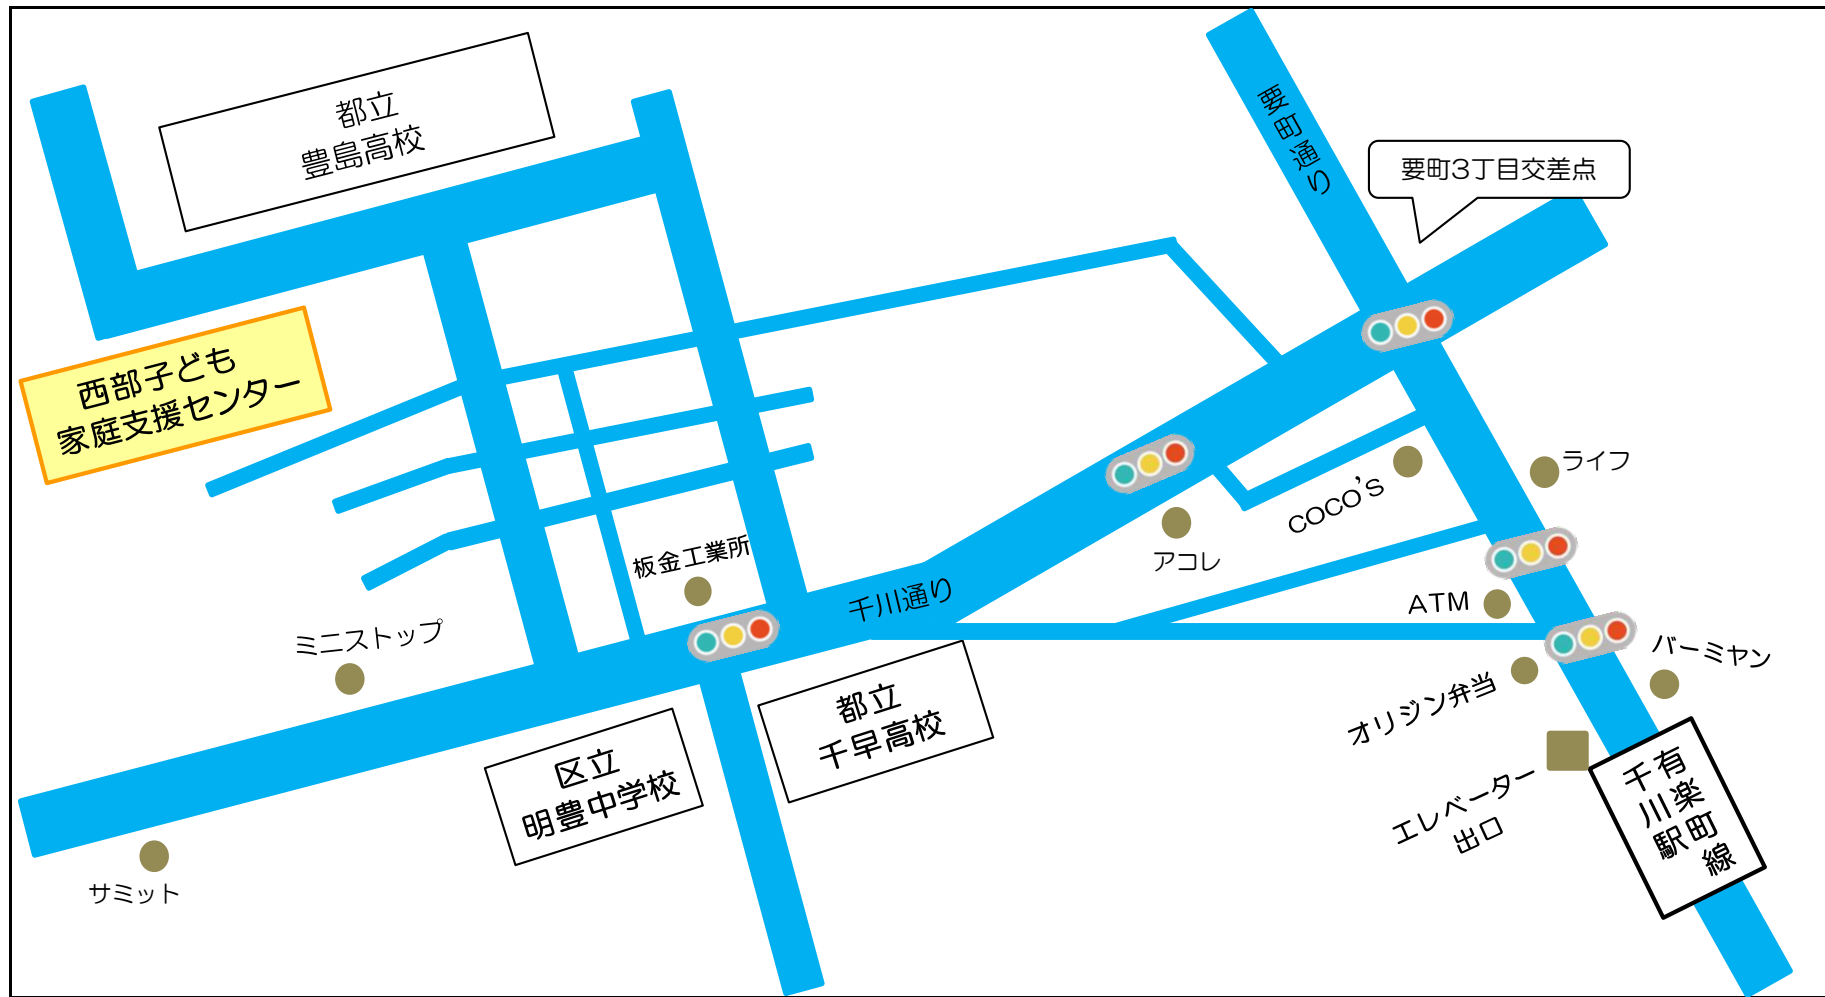 都立
豊島高校
要町通り
要町3丁目交差点
西部子ども
家庭支援センター
ライフ
COCO'S
板金工業所
アコレ
千川通り
ATM
ミニストップ
バーミヤン
オリジン弁当
都立
千早高校
区立
明豊中学校
エレベーター
出口
有楽町線
千川駅
サミット